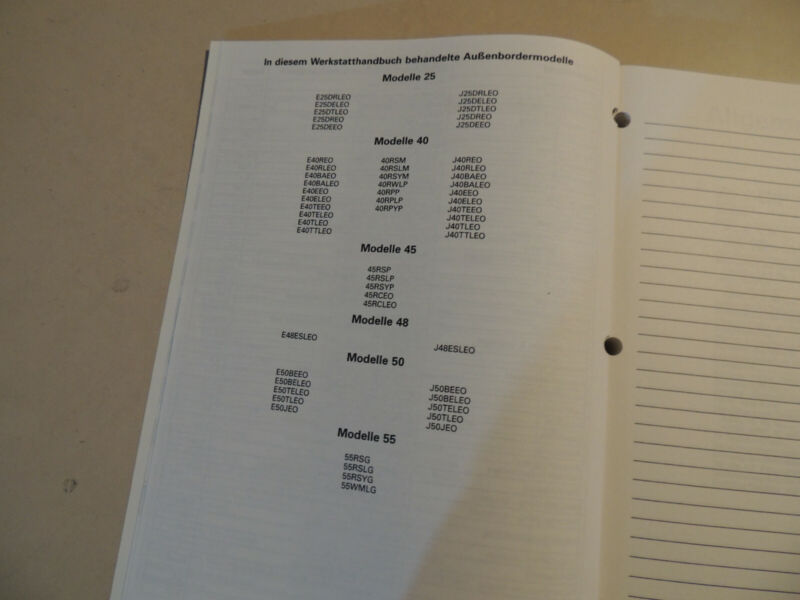 In diesem Werkstatthandbuch behandelte Außenbordermodelle
Modelle 25
E25DRLEO J25DRLEO
E25DELEO J25DELEO
E25DTLEO J25DTLEO
E25DREO J25DREO
E25DEEO J25DEEO
Modelle 40
E40REO 40RSM J40REO
E40RLEO 40RSLM J40RLEO
E40BAEO 40RSYM J40BAEO
E40BALEO 40RWLP J40BALEO
E40EEO 40RPP J40EEO
E40ELEO 40RPLP J40ELEO
E40TEEO 40RPYP J40TEEO
E40TELEO J40TELEO
E40TLEO J40TLEO
E40TTLEO J40TTLEO
Modelle 45
45RSP
45RSLP
45RSYP
45RCEO
45RCLEO
Modelle 48
E48ESLEO J48ESLEO
Modelle 50
E50BEEO J50BEEO
E50BELEO J50BELEO
E50TELEO J50TELEO
E50TLEO J50TLEO
E50JEO J50JEO
Modelle 55
55RSG
55RSLG
55RSYG
55WMLG